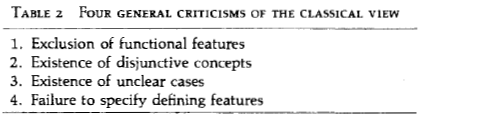 TABLE 2 FOUR GENERAL CRITICISMS OF THE CLASSICAL VIEW
1. Exclusion of functional features
2. Existence of disjunctive concepts
3. Existence of unclear cases
4. Failure to specify defining features